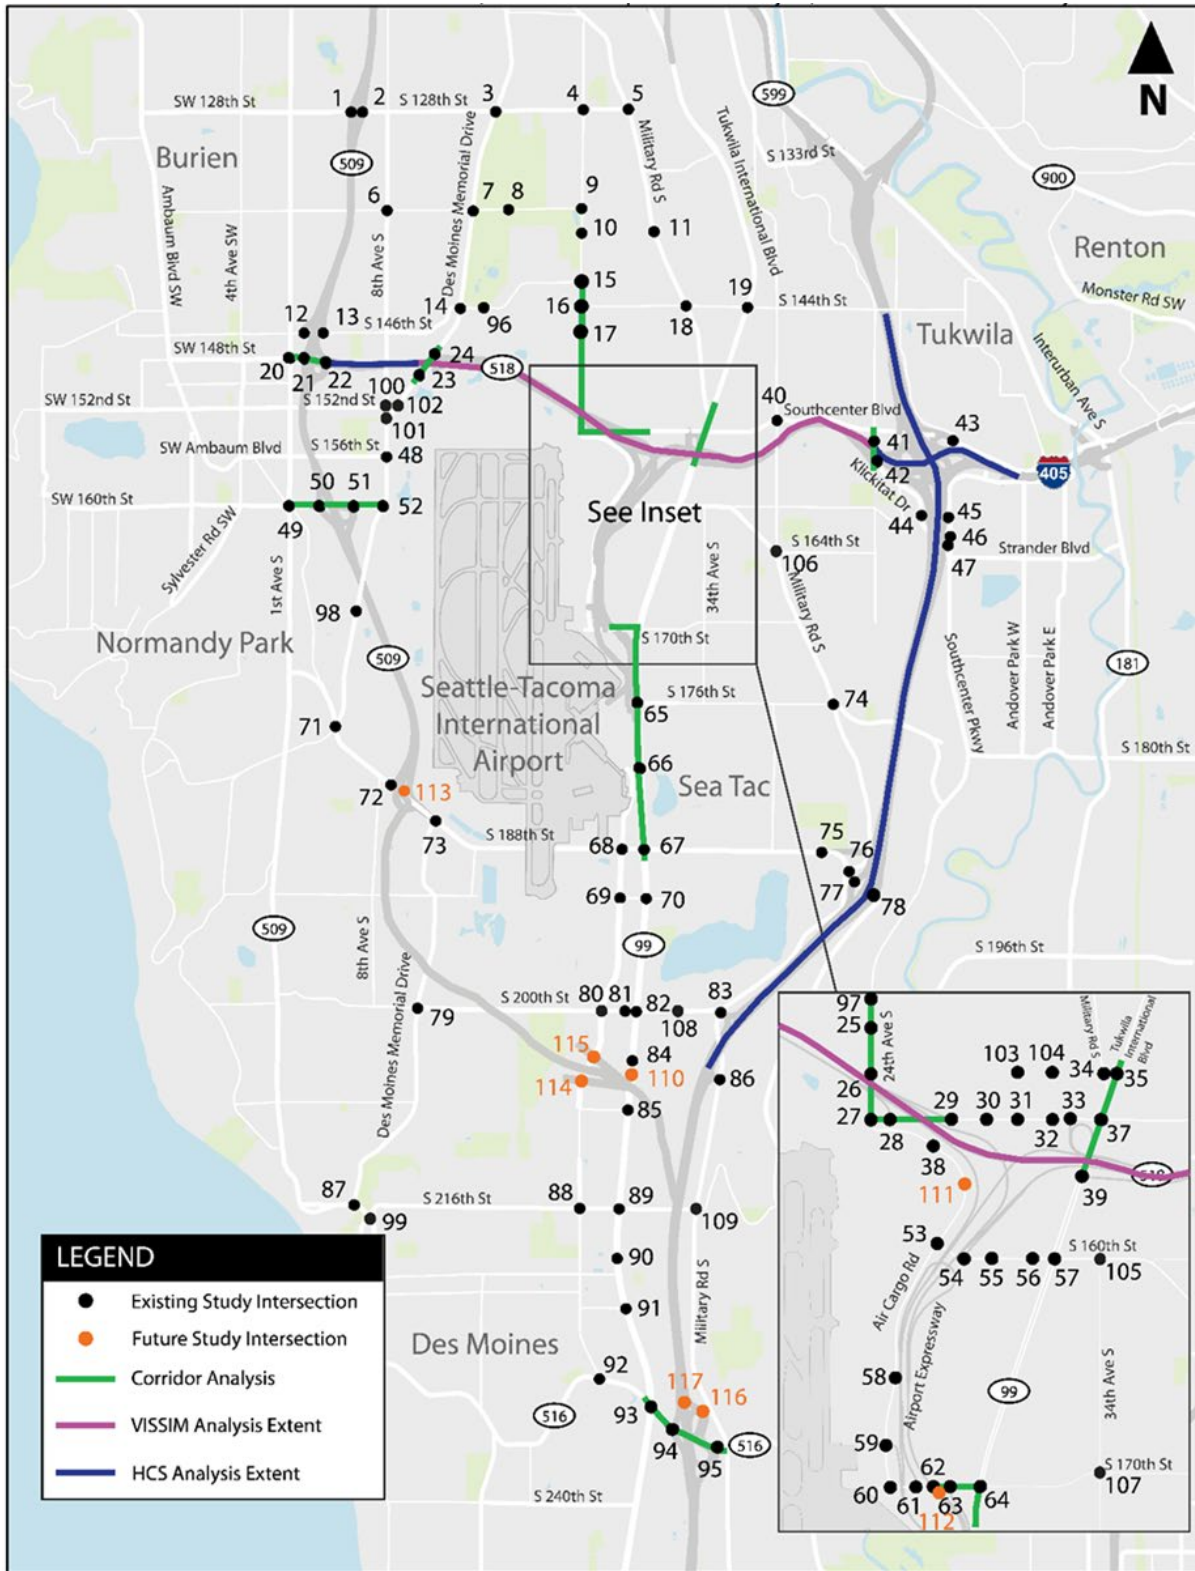 1
2
3
4
5
SW 128th St
S 128th St
599
N
Burien
509
Military Rd S
Tukwila International Blvd
S 133rd St
900
6
7
8
9
10
11
Ambaum Blvd SW
4th Ave SW
8th Ave S
Des Moines Memorial Drive
Renton
Monster Rd SW
15
14
96
16
18
19
S 144th St
12
13
S 146th St
17
Tukwila
Interurban Ave S
SW 148th St
24
20
21
22
23
518
100
S 152nd St
102
SW 152nd St
101
40
Southcenter Blvd
43
41
42
SW Ambaum Blvd
S 156th St
48
Klickitat Dr
405
50
51
SW 160th St
49
52
See Inset
44
45
46
47
S 164th St
106
Strander Blvd
Sylvester Rd SW
1st Ave S
34th Ave S
Military Rd S
98
Normandy Park
509
S 170th St
Southcenter Pkwy
Andover Park W
Andover Park E
181
Seattle-Tacoma
International
Airport
S 176th St
65
74
71
66
Sea Tac
S 180th St
72
113
73
S 188th St
68
67
75
76
77
78
69
70
509
8th Ave S
Des Moines Memorial Drive
99
S 196th St
79
S 200th St
80
81
82
108
83
115
84
114
110
86
85
87
99
S 216th St
88
89
109
90
91
Military Rd S
Des Moines
92
117
116
93
516
94
95
516
S 240th St
97
25
24th Ave S
Military Rd S
Tukwila
International
Blvd
103
104
34
35
26
27
28
29
30
31
32
33
37
38
518
39
111
53
S 160th St
54
55
56
57
105
Air Cargo Rd
Airport Expressway
58
99
34th Ave S
59
S 170th St
60
61
62
63
64
107
112
LEGEND
Existing Study Intersection
Future Study Intersection
Corridor Analysis
VISSIM Analysis Extent
HCS Analysis Extent